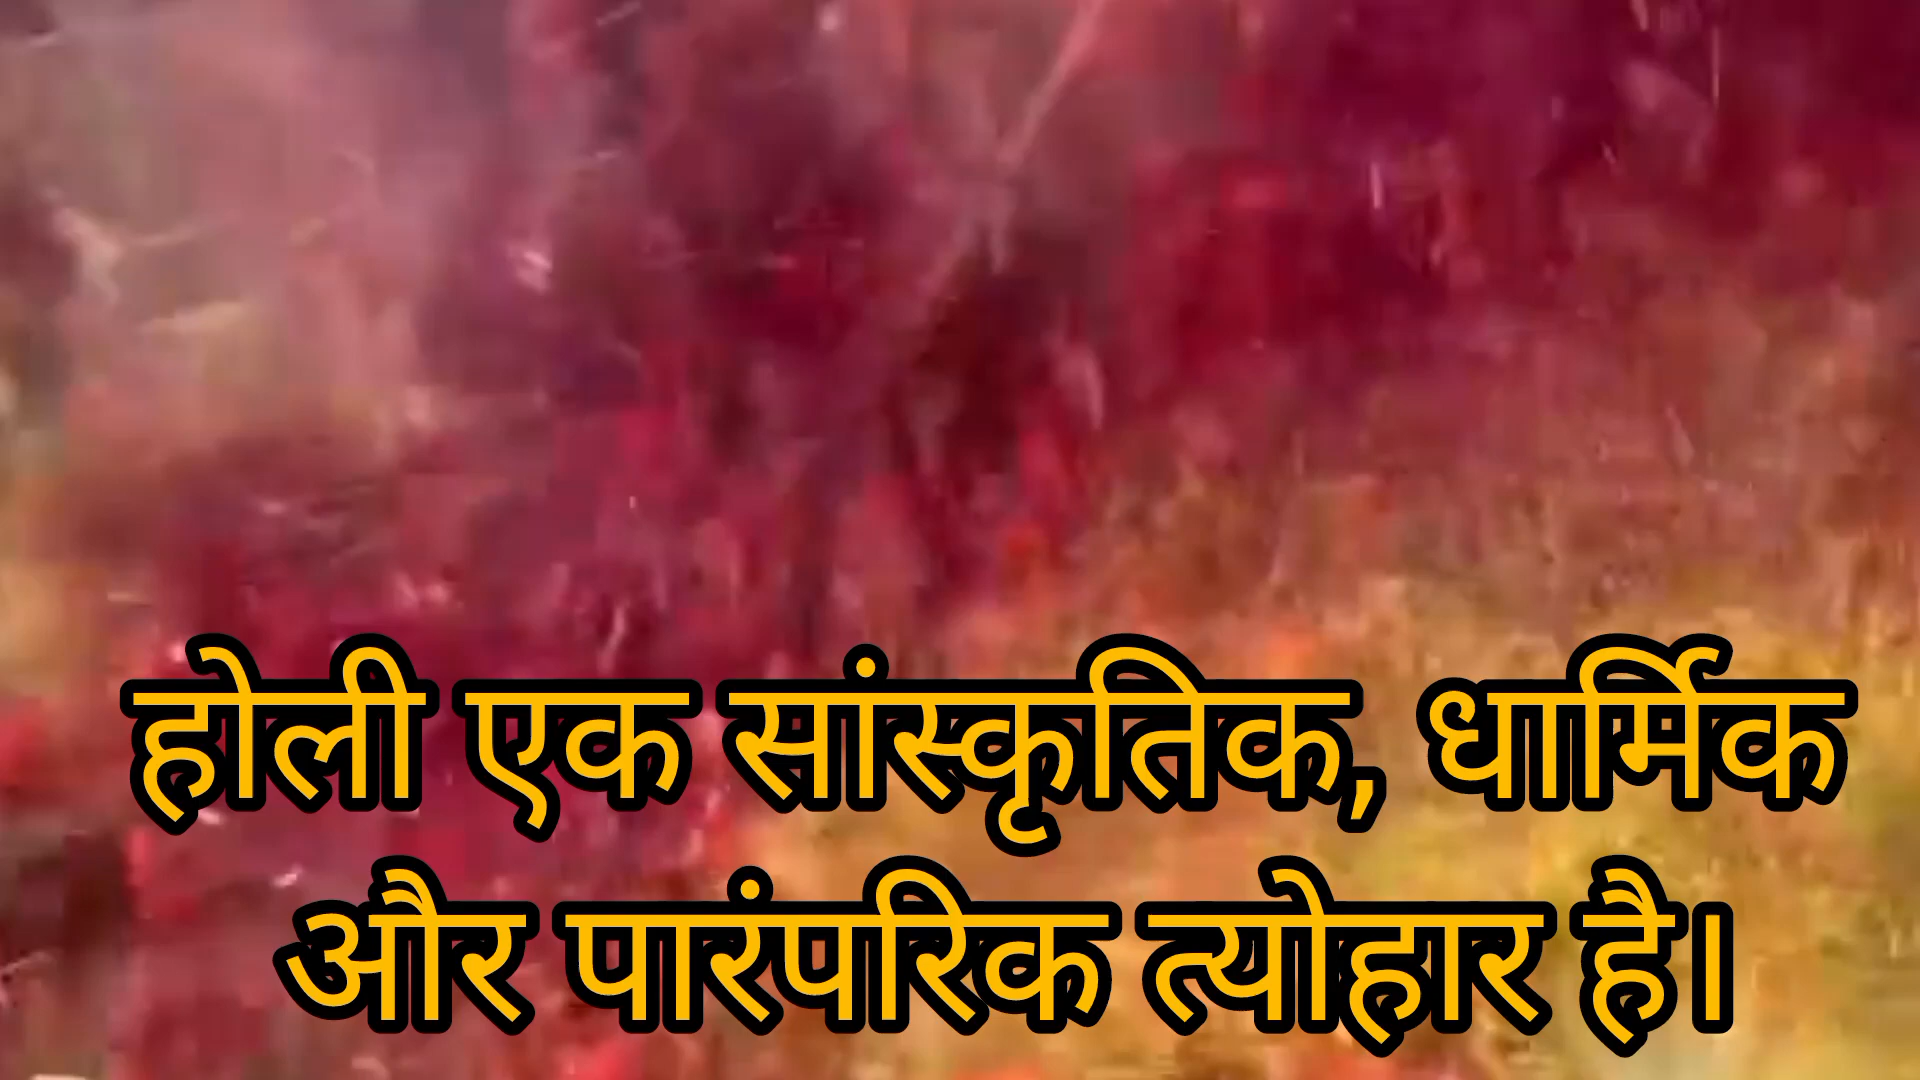 होली एक सांस्कृतिक, धार्मिक
और पारंपरिक त्योहार है।